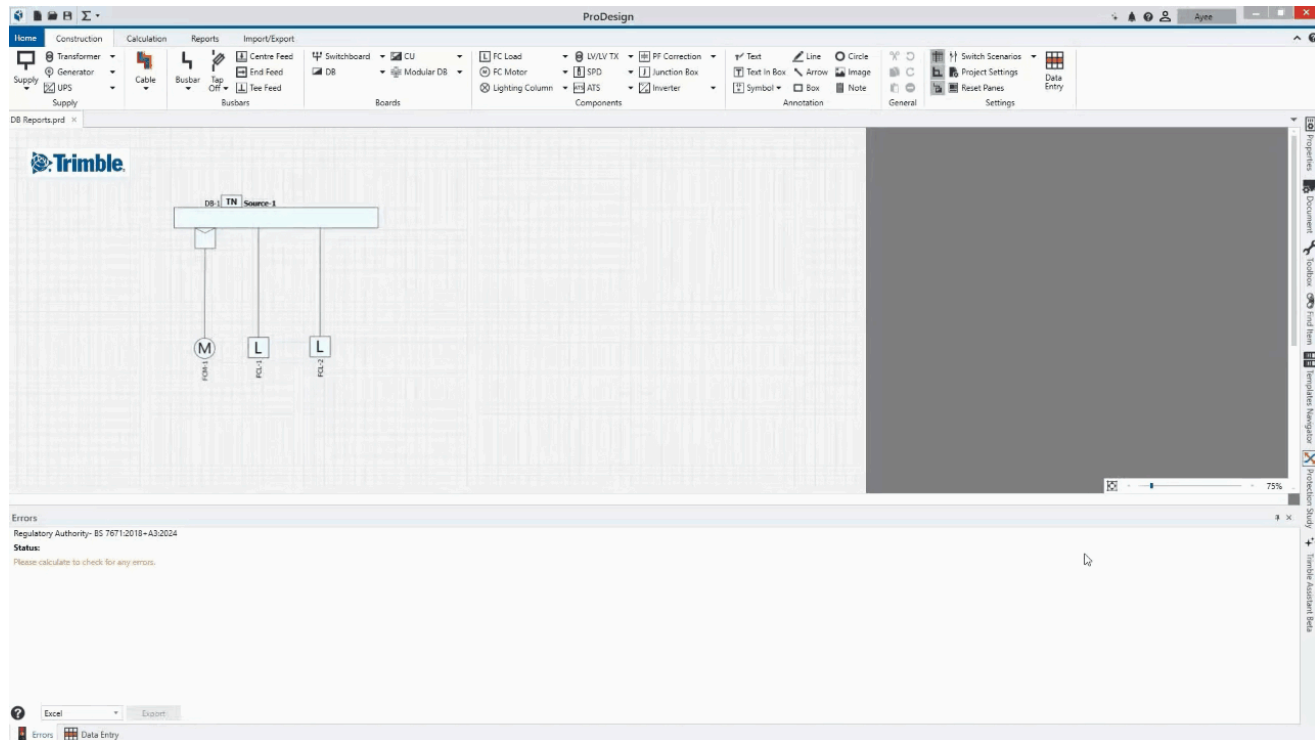 ProDesign
Ayee
Home Construction Calculation Reports Import/Export
Transformer Centre Feed Switchboard CU FC Load LV/LV TX PF Correction Text Line Circle Switch Scenarios
Generator End Feed DB Modular DB FC Motor SPD Junction Box Text In Box Arrow Image Project Settings
Supply UPS Cable Busbar Tap Off Tee Feed Lighting Column ATS Inverter Symbol Box Note Reset Panes Data Entry
Supply Busbars Boards Components Annotation General Settings
DB Reports.prd
Trimble
DB-1 TN Source-1
M L L
FCM-1 FCL-1 FCL-2
75%
Properties
Document
Toolbox
Find Item
Templates Navigator
Protection Study
Trimble Assistant Beta
Errors
Regulatory Authority- BS 7671:2018+A3:2024
Status:
Please calculate to check for any errors.
Excel Export
Errors Data Entry